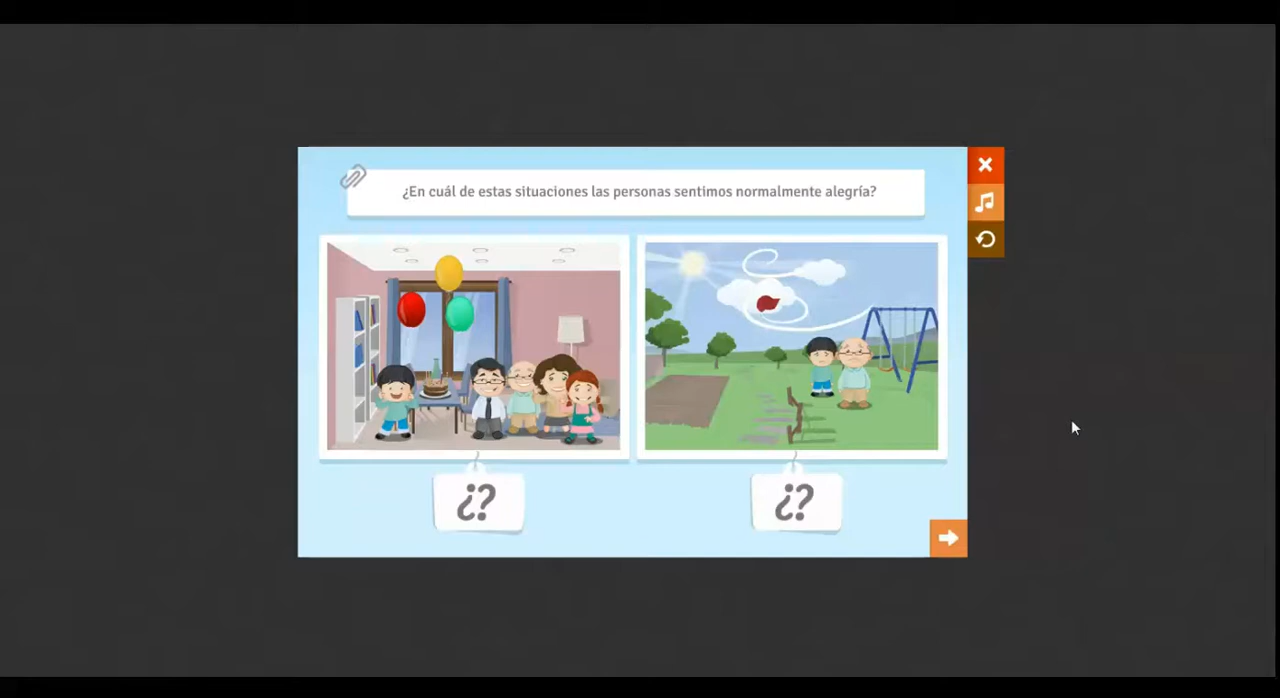 ¿En cuál de estas situaciones las personas sentimos normalmente alegría?
¿?
¿?